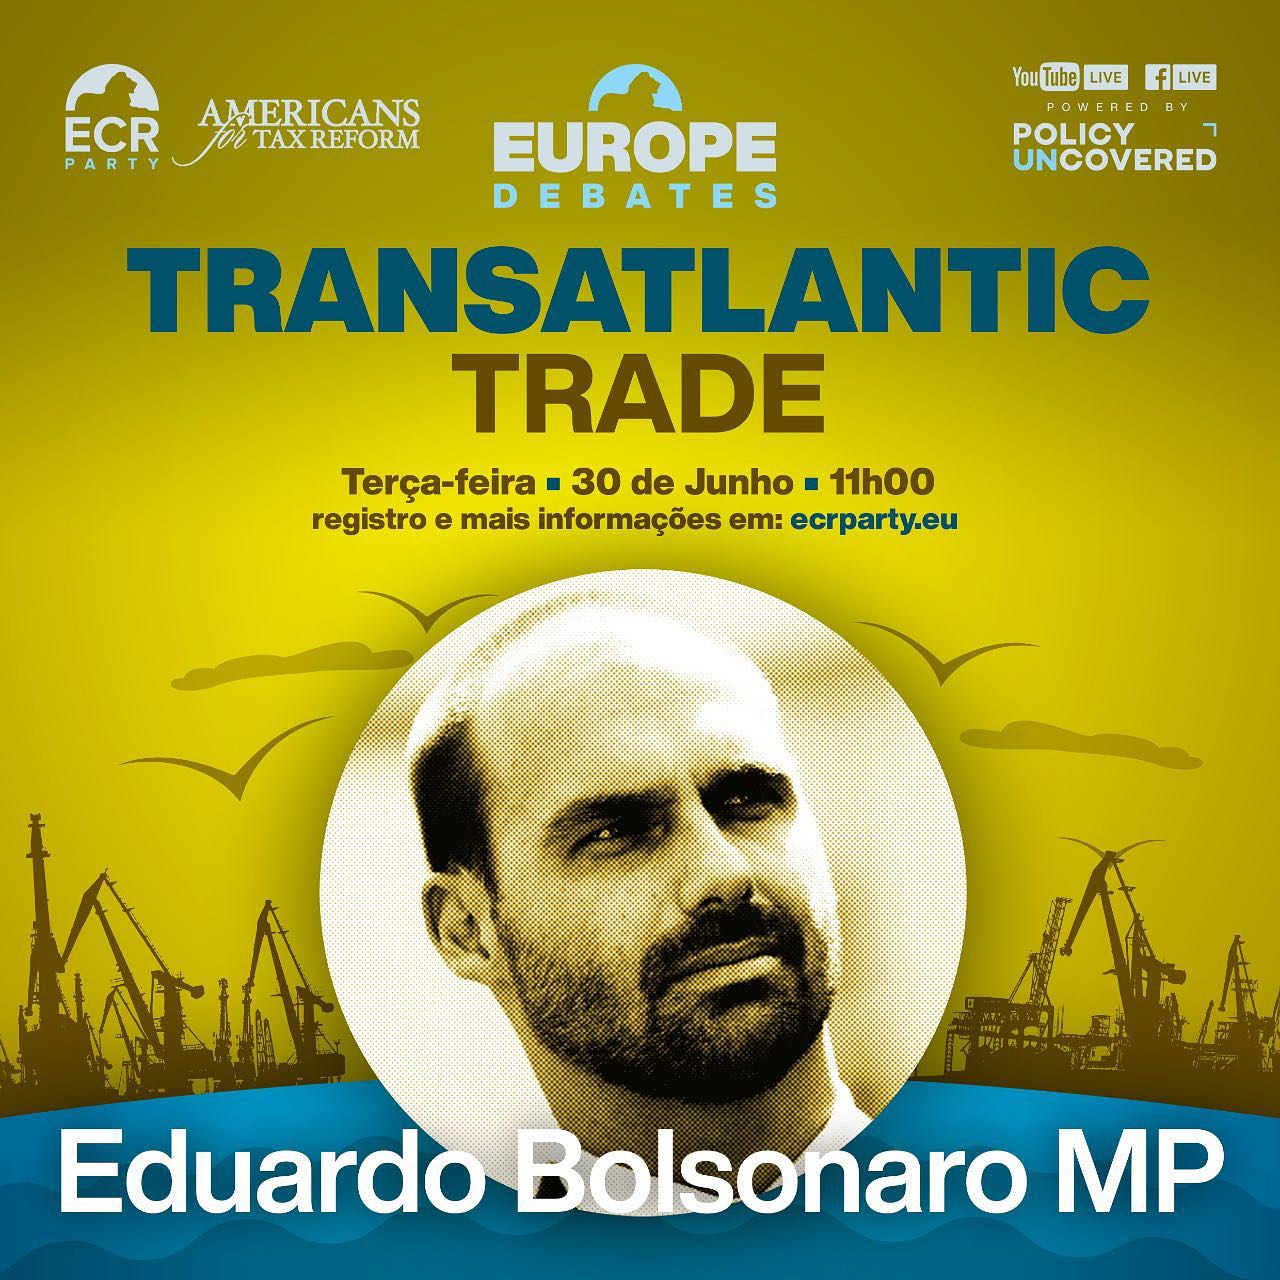 ECR
PARTY
AMERICANS
for TAX REFORM
EUROPE
DEBATES
YouTube LIVE f LIVE
POWERED BY
POLICY
UNCOVERED
TRANSATLANTIC
TRADE
Terça-feira ▪ 30 de Junho ▪ 11h00
registro e mais informações em: ecrparty.eu
Eduardo Bolsonaro MP